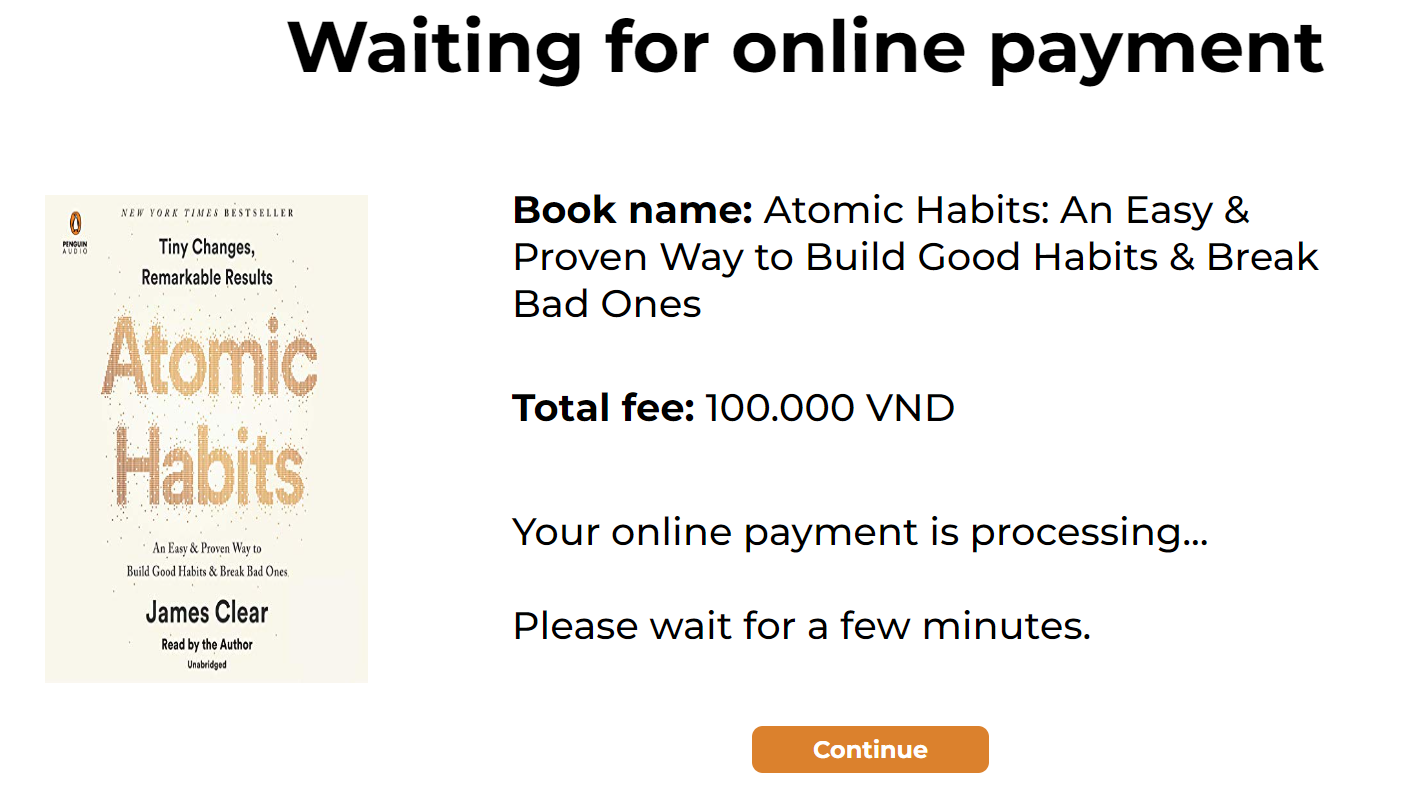 Waiting for online payment
PENGUIN
AUDIO
NEW YORK TIMES BESTSELLER
Tiny Changes,
Remarkable Results
Atomic
Habits
An Easy & Proven Way to
Build Good Habits & Break Bad Ones
James Clear
Read by the Author
Unabridged
Book name: Atomic Habits: An Easy &
Proven Way to Build Good Habits & Break
Bad Ones
Total fee: 100.000 VND
Your online payment is processing...
Please wait for a few minutes.
Continue